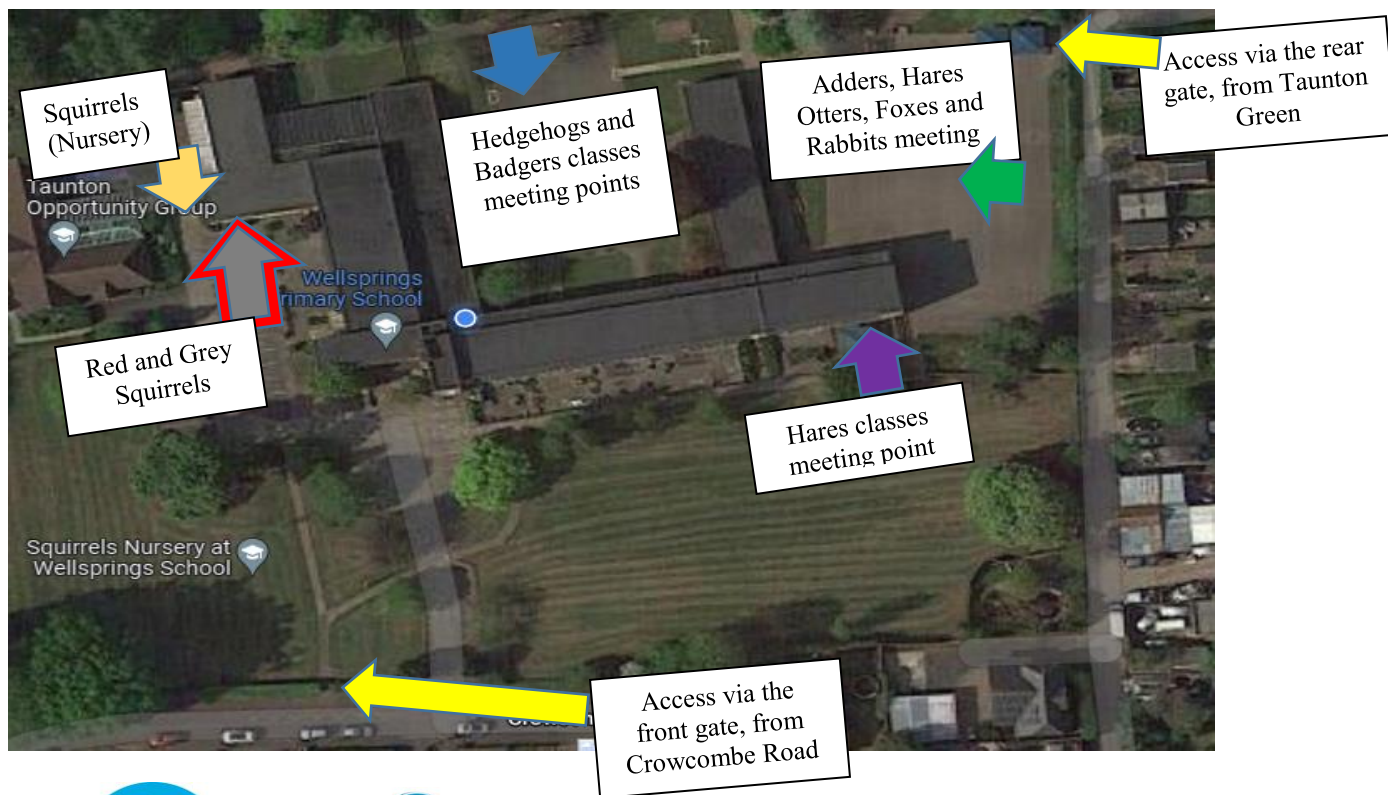 Squirrels
(Nursery)
Hedgehogs and
Badgers classes
meeting points
Adders, Hares
Otters, Foxes and
Rabbits meeting
Access via the rear
gate, from Taunton
Green
Taunton
Opportunity Group
Wellsprings
rimary School
Red and Grey
Squirrels
Hares classes
meeting point
Squirrels Nursery at
Wellsprings School
Access via the
front gate, from
Crowcombe Road